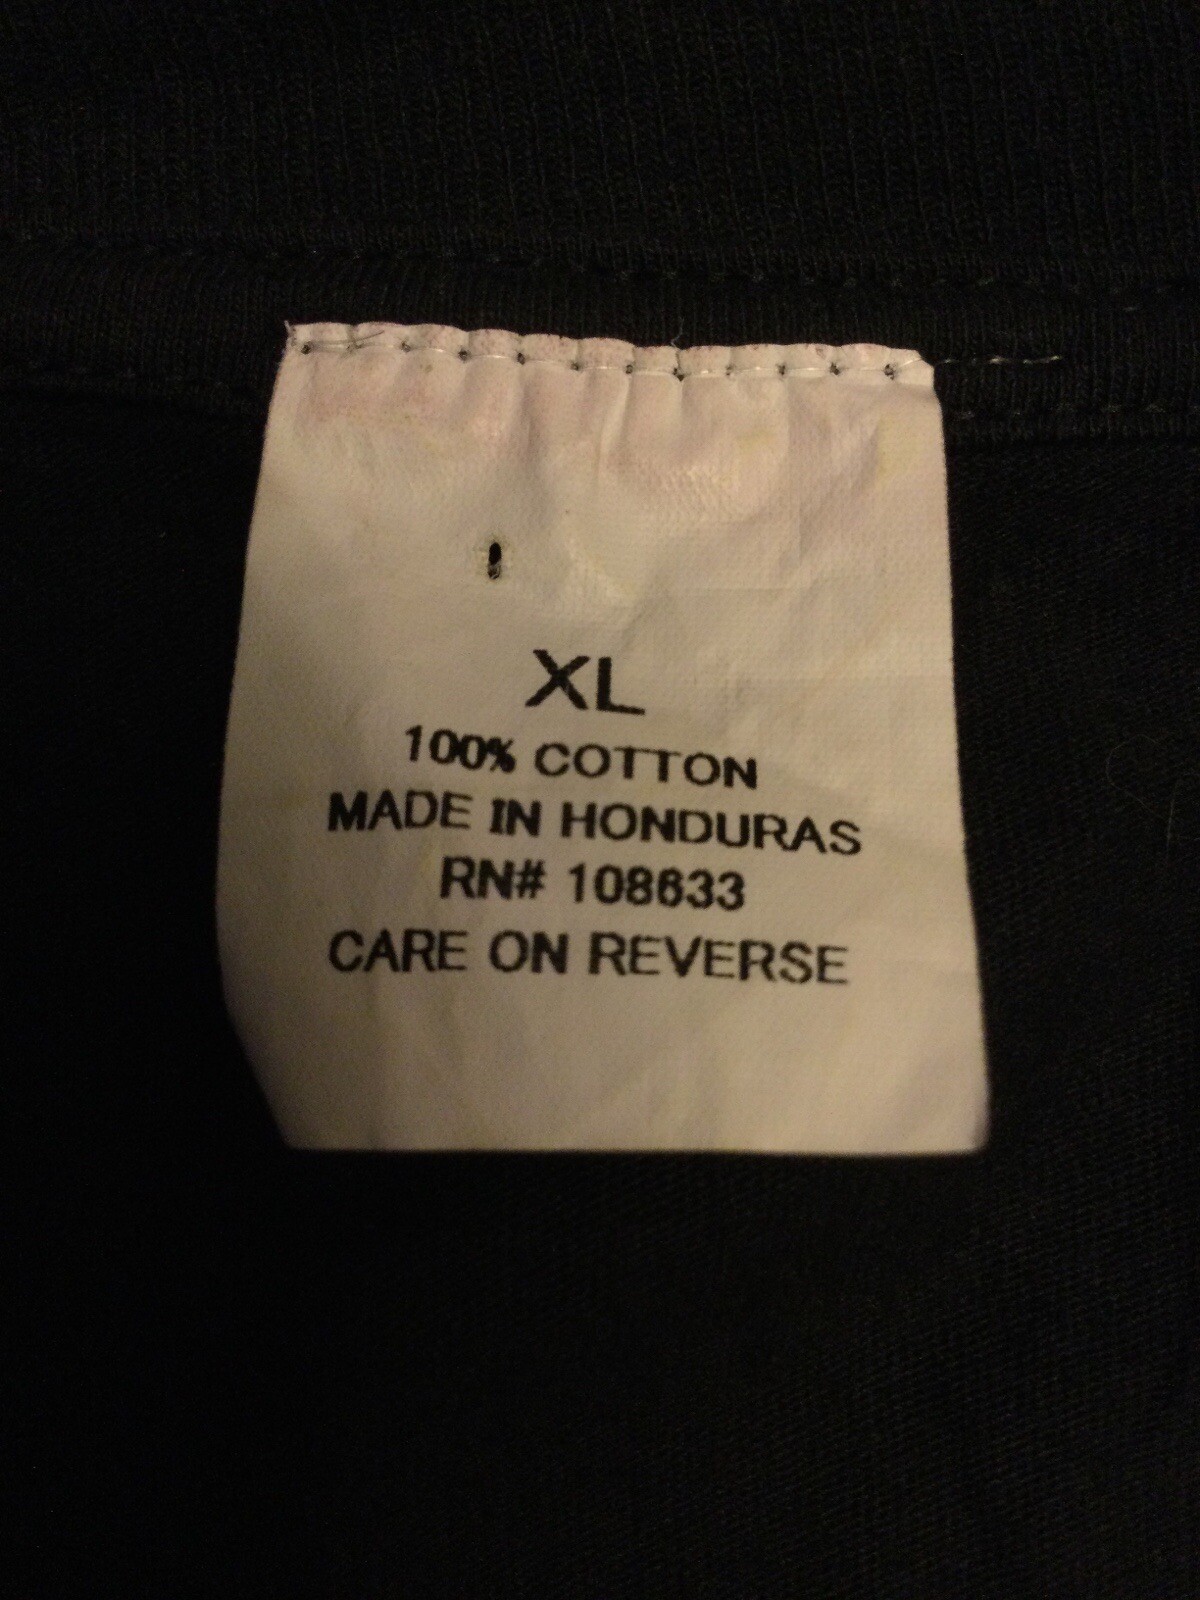 XL
100% COTTON
MADE IN HONDURAS
RN# 108633
CARE ON REVERSE